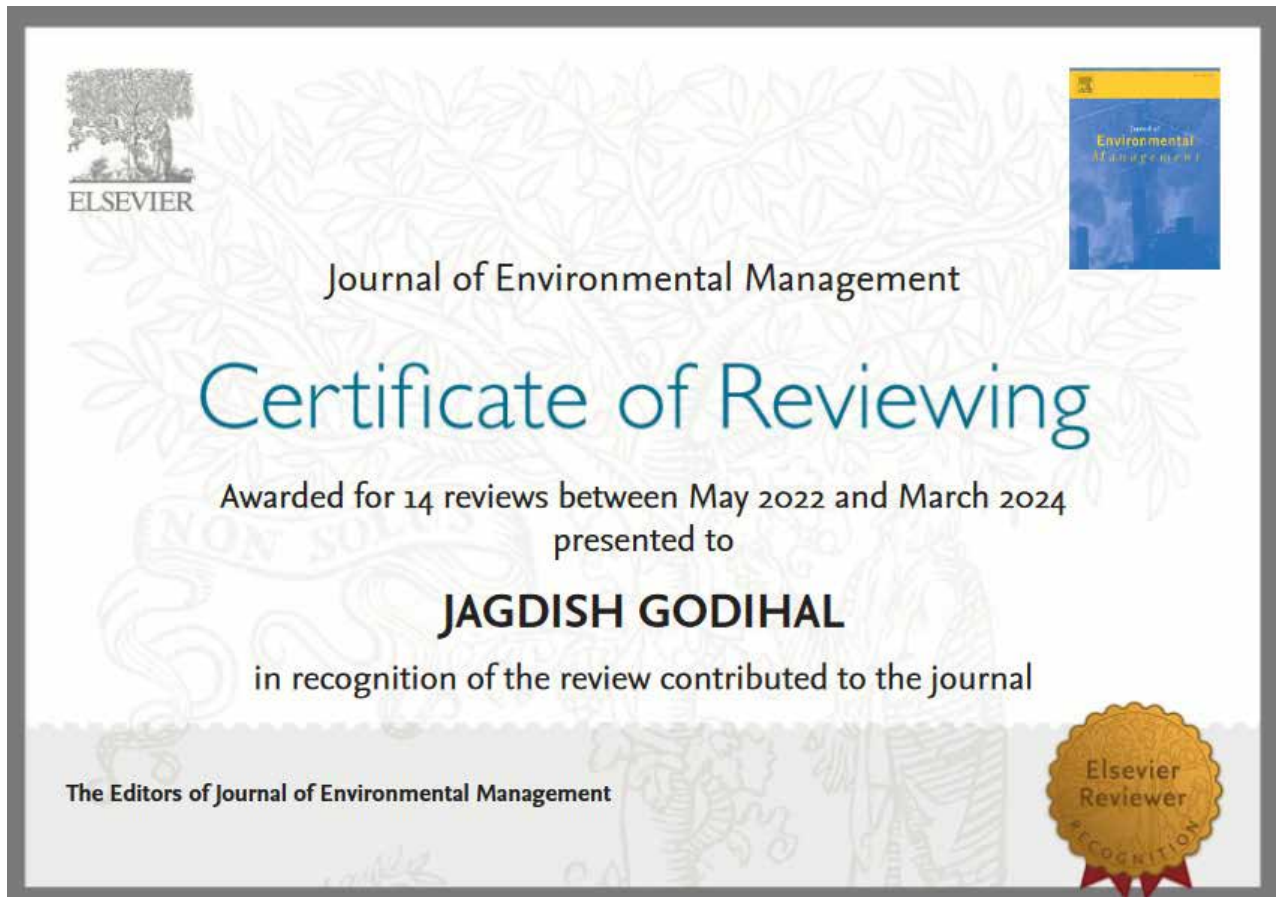 ELSEVIER
Journal of
Environmental
Management
Journal of Environmental Management
Certificate of Reviewing
Awarded for 14 reviews between May 2022 and March 2024
presented to
NON SOLUS
JAGDISH GODIHAL
in recognition of the review contributed to the journal
The Editors of Journal of Environmental Management
Elsevier
Reviewer
RECOGNITION